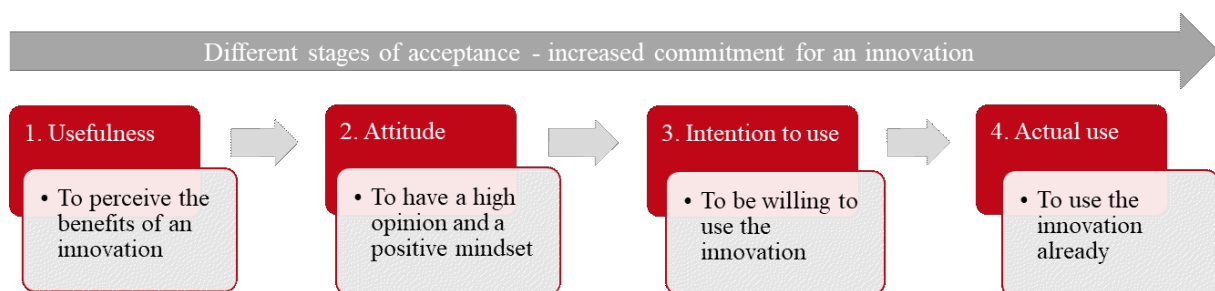 Different stages of acceptance - increased commitment for an innovation
1. Usefulness
• To perceive the
benefits of an
innovation
2. Attitude
• To have a high
opinion and a
positive mindset
3. Intention to use
• To be willing to
use the
innovation
4. Actual use
• To use the
innovation
already